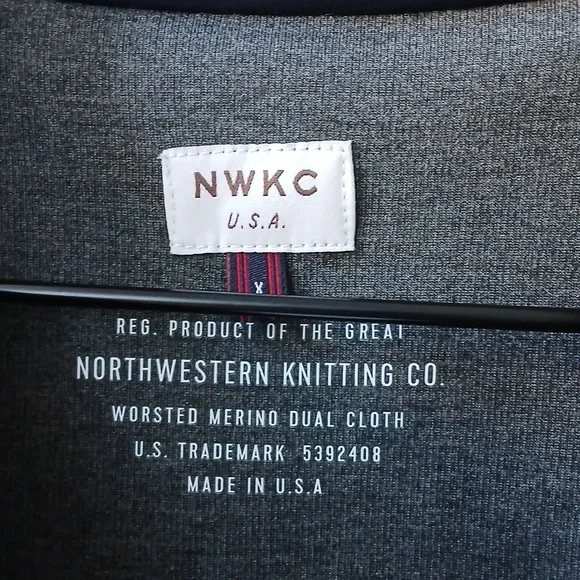 NWKC
U.S.A.
X
REG. PRODUCT OF THE GREAT
NORTHWESTERN KNITTING CO.
WORSTED MERINO DUAL CLOTH
U.S. TRADEMARK 5392408
MADE IN U.S.A